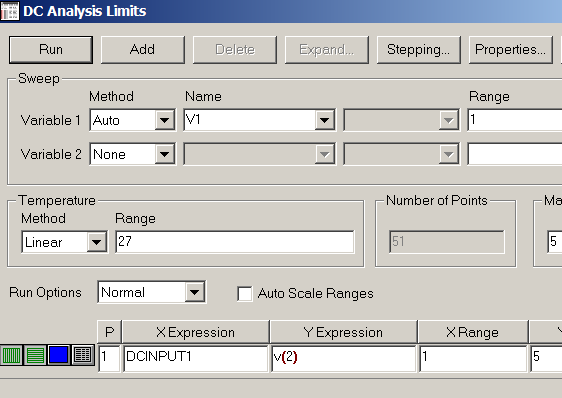 DC Analysis Limits
Run Add Delete Expand... Stepping... Properties...
Sweep
Method Name Range
Variable 1 Auto V1 1
Variable 2 None
Temperature Number of Points Ma
Method Range
Linear 27 51 5
Run Options Normal Auto Scale Ranges
P X Expression Y Expression X Range Y
1 DCINPUT1 v(2) 1 5